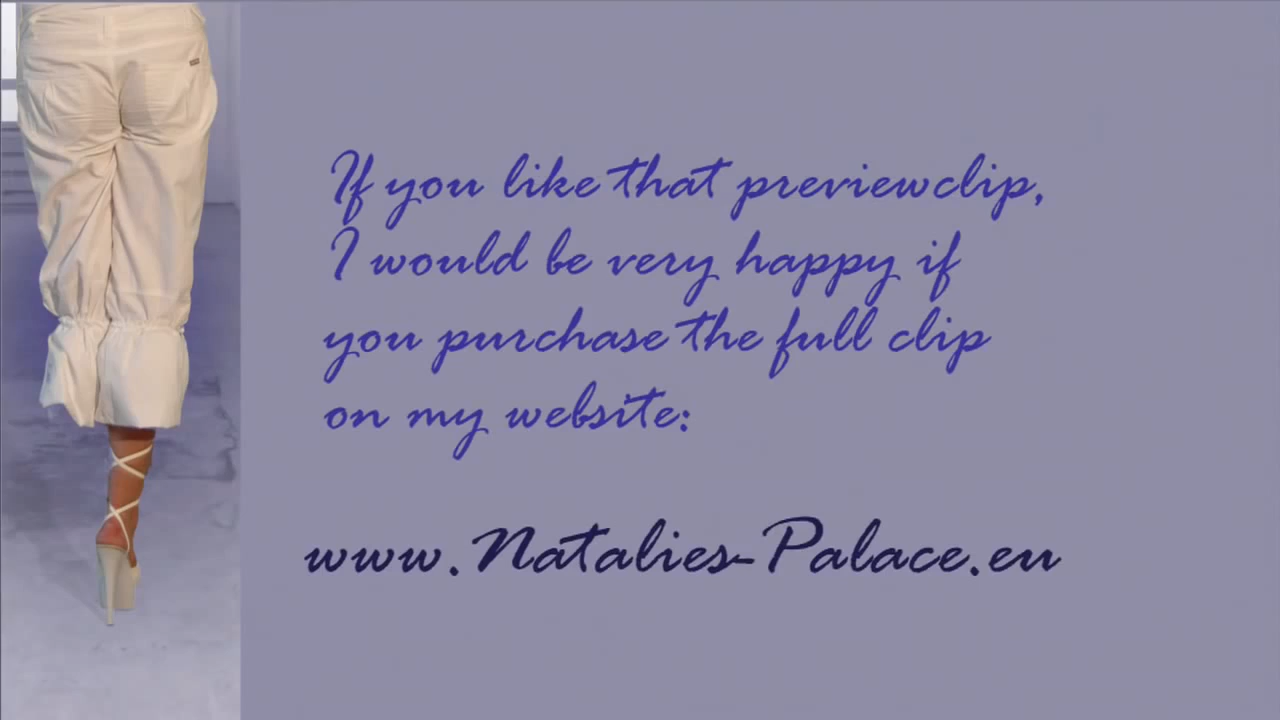 If you like that previewclip,
I would be very happy if
you purchase the full clip
on my website:
www.Natalies-Palace.eu